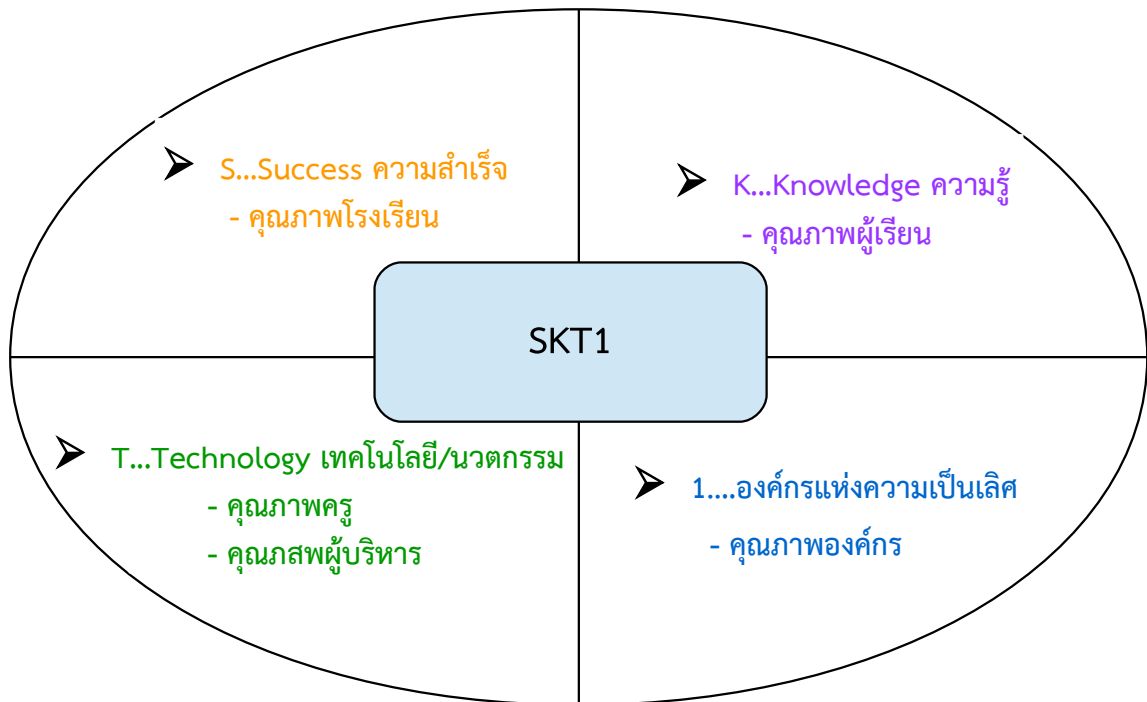 S...Success ความสำเร็จ
- คุณภาพโรงเรียน
K...Knowledge ความรู้
- คุณภาพผู้เรียน
SKT1
T...Technology เทคโนโลยี/นวตกรรม
- คุณภาพครู
- คุณภสพผู้บริหาร
1....องค์กรแห่งความเป็นเลิศ
- คุณภาพองค์กร